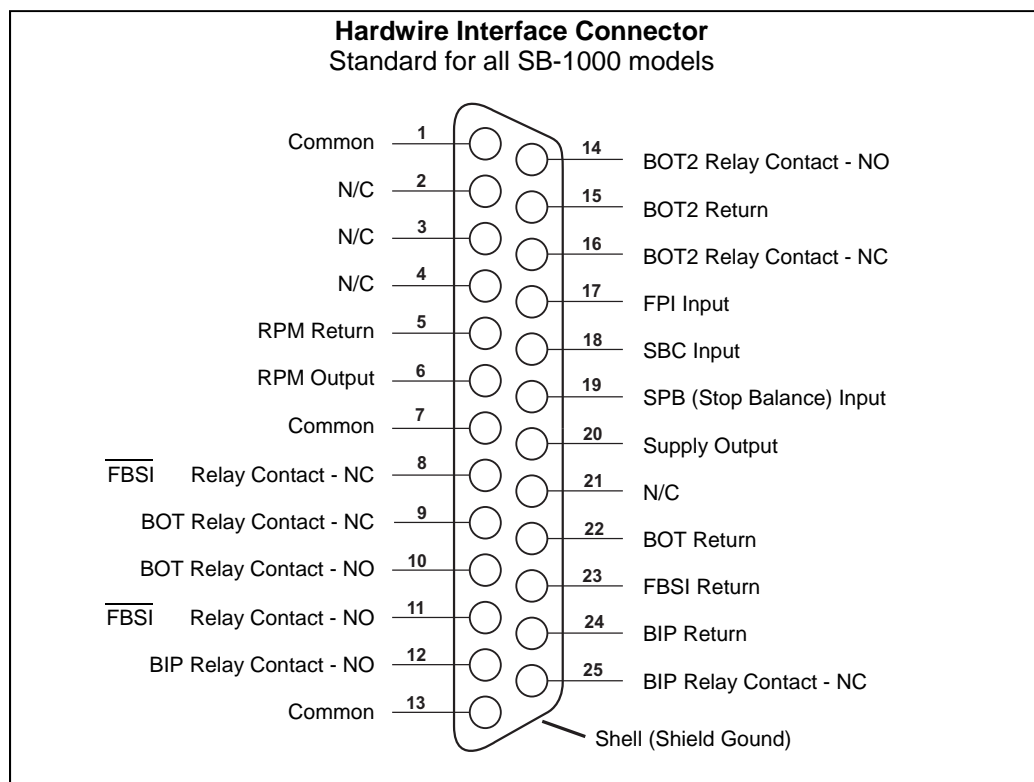 Hardwire Interface Connector
Standard for all SB-1000 models
Common 1
N/C 2
N/C 3
N/C 4
RPM Return 5
RPM Output 6
Common 7
FBSI Relay Contact - NC 8
BOT Relay Contact - NC 9
BOT Relay Contact - NO 10
FBSI Relay Contact - NO 11
BIP Relay Contact - NO 12
Common 13
14 BOT2 Relay Contact - NO
15 BOT2 Return
16 BOT2 Relay Contact - NC
17 FPI Input
18 SBC Input
19 SPB (Stop Balance) Input
20 Supply Output
21 N/C
22 BOT Return
23 FBSI Return
24 BIP Return
25 BIP Relay Contact - NC
Shell (Shield Gound)